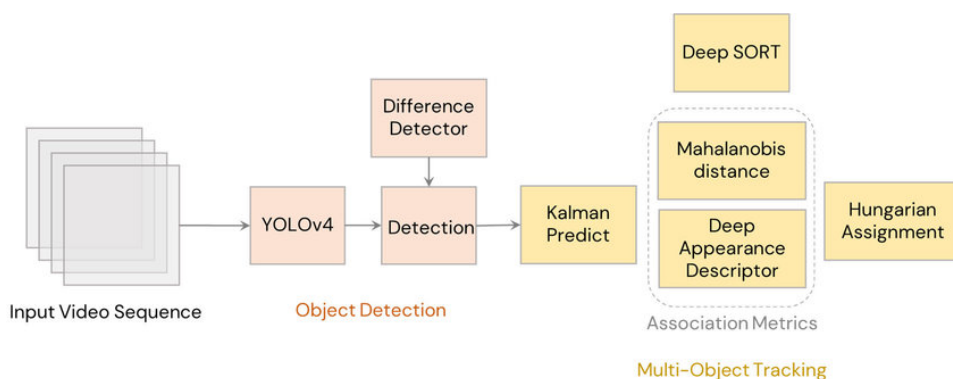 Deep SORT
Difference
Detector
Mahalanobis
distance
YOLOv4
Detection
Kalman
Predict
Deep
Appearance
Descriptor
Hungarian
Assignment
Input Video Sequence
Object Detection
Association Metrics
Multi-Object Tracking